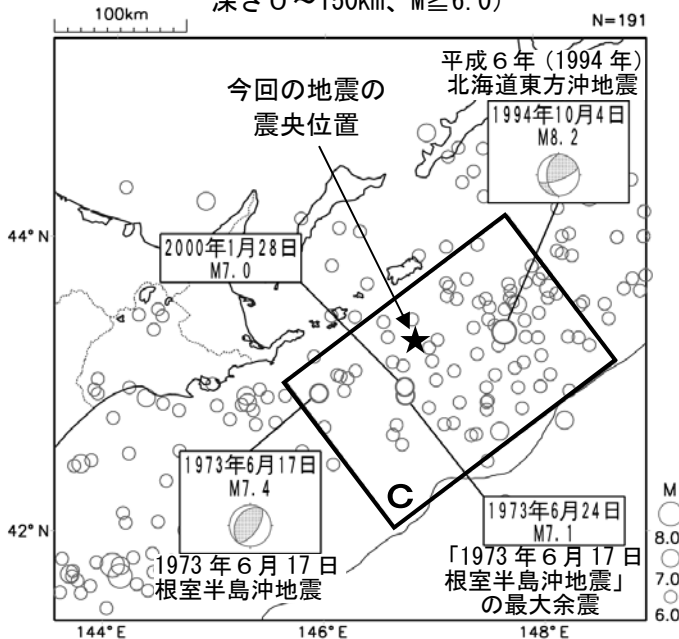 深さ0～150km、M≧6.0)
100km
N=191
平成６年 (1994 年)
北海道東方沖地震
今回の地震の
震央位置
1994年10月4日
M8.2
44°N
2000年1月28日
M7.0
C
1973年6月17日
M7.4
1973年６月17日
根室半島沖地震
1973年6月24日
M7.1
「1973年６月17日
根室半島沖地震」
の最大余震
42°N
M
8.0
7.0
6.0
144°E
146°E
148°E